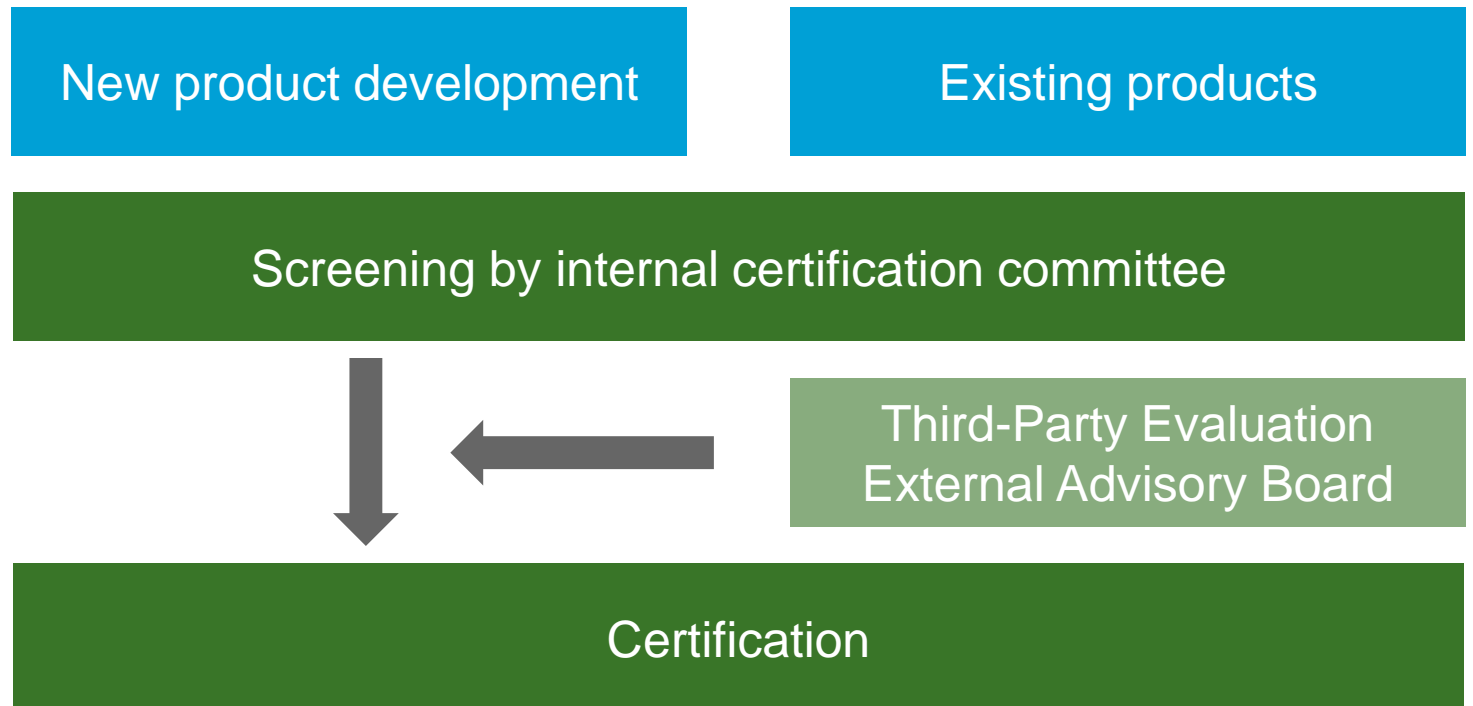 New product development
Existing products
Screening by internal certification committee
Third-Party Evaluation
External Advisory Board
Certification